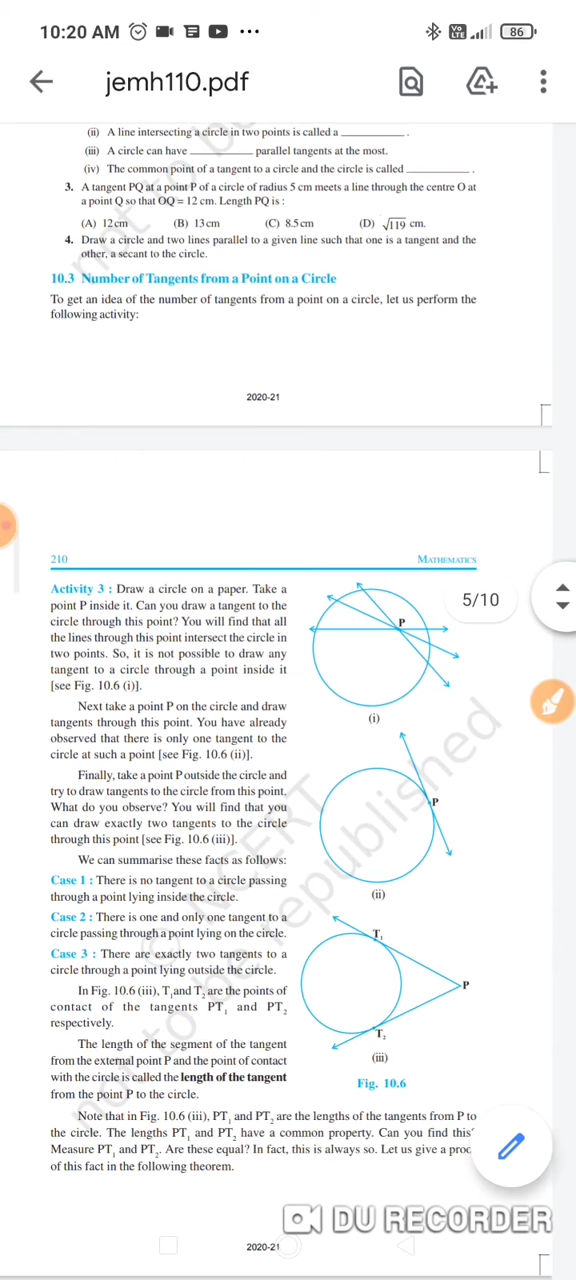 10:20 AM
Vo LTE
86
jemh110.pdf
(ii) A line intersecting a circle in two points is called a ____________ .
(iii) A circle can have ____________ parallel tangents at the most.
(iv) The common point of a tangent to a circle and the circle is called ____________ .
3. A tangent PQ at a point P of a circle of radius 5 cm meets a line through the centre O at
a point Q so that OQ = 12 cm. Length PQ is :
(A) 12 cm (B) 13 cm (C) 8.5 cm (D) √119 cm.
4. Draw a circle and two lines parallel to a given line such that one is a tangent and the
other, a secant to the circle.
10.3 Number of Tangents from a Point on a Circle
To get an idea of the number of tangents from a point on a circle, let us perform the
following activity:
2020-21
210 MATHEMATICS
5/10
Activity 3 : Draw a circle on a paper. Take a
point P inside it. Can you draw a tangent to the
circle through this point? You will find that all
the lines through this point intersect the circle in
two points. So, it is not possible to draw any
tangent to a circle through a point inside it
[see Fig. 10.6 (i)].
P
(i)
Next take a point P on the circle and draw
tangents through this point. You have already
observed that there is only one tangent to the
circle at such a point [see Fig. 10.6 (ii)].
Finally, take a point P outside the circle and
try to draw tangents to the circle from this point.
What do you observe? You will find that you
can draw exactly two tangents to the circle
through this point [see Fig. 10.6 (iii)].
P
(ii)
We can summarise these facts as follows:
Case 1 : There is no tangent to a circle passing
through a point lying inside the circle.
Case 2 : There is one and only one tangent to a
circle passing through a point lying on the circle.
Case 3 : There are exactly two tangents to a
circle through a point lying outside the circle.
In Fig. 10.6 (iii), T₁ and T₂ are the points of
contact of the tangents PT₁ and PT₂
respectively.
T₁
P
T₂
(iii)
The length of the segment of the tangent
from the external point P and the point of contact
with the circle is called the length of the tangent
from the point P to the circle.
Fig. 10.6
Note that in Fig. 10.6 (iii), PT₁ and PT₂ are the lengths of the tangents from P to
the circle. The lengths PT₁ and PT₂ have a common property. Can you find this
Measure PT₁ and PT₂. Are these equal? In fact, this is always so. Let us give a proo
of this fact in the following theorem.
© NCERT
not to be republished
DU RECORDER
2020-21